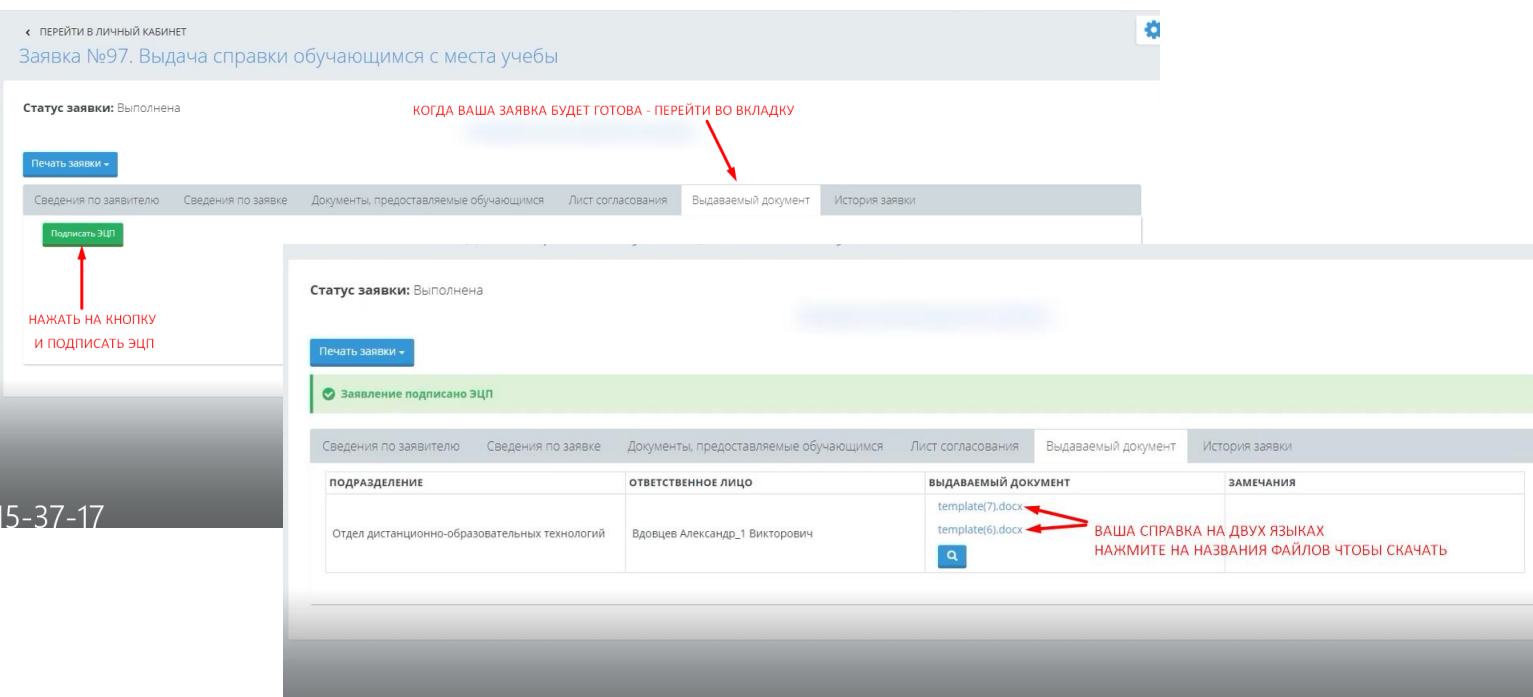 ПЕРЕЙТИ В ЛИЧНЫЙ КАБИНЕТ
Заявка №97. Выдача справки обучающимся с места учебы
Статус заявки: Выполнена
КОГДА ВАША ЗАЯВКА БУДЕТ ГОТОВА - ПЕРЕЙТИ ВО ВКЛАДКУ
Печать заявки
Сведения по заявителю Сведения по заявке Документы, предоставляемые обучающимся Лист согласования Выдаваемый документ История заявки
Подписать ЭЦП
НАЖАТЬ НА КНОПКУ
И ПОДПИСАТЬ ЭЦП
15-37-17
Статус заявки: Выполнена
Печать заявки
Заявление подписано ЭЦП
Сведения по заявителю Сведения по заявке Документы, предоставляемые обучающимся Лист согласования Выдаваемый документ История заявки
ПОДРАЗДЕЛЕНИЕ ОТВЕТСТВЕННОЕ ЛИЦО ВЫДАВАЕМЫЙ ДОКУМЕНТ ЗАМЕЧАНИЯ
Отдел дистанционно-образовательных технологий Вдовцев Александр_1 Викторович
template(7).docx
template(6).docx
ВАША СПРАВКА НА ДВУХ ЯЗЫКАХ
НАЖМИТЕ НА НАЗВАНИЯ ФАЙЛОВ ЧТОБЫ СКАЧАТЬ